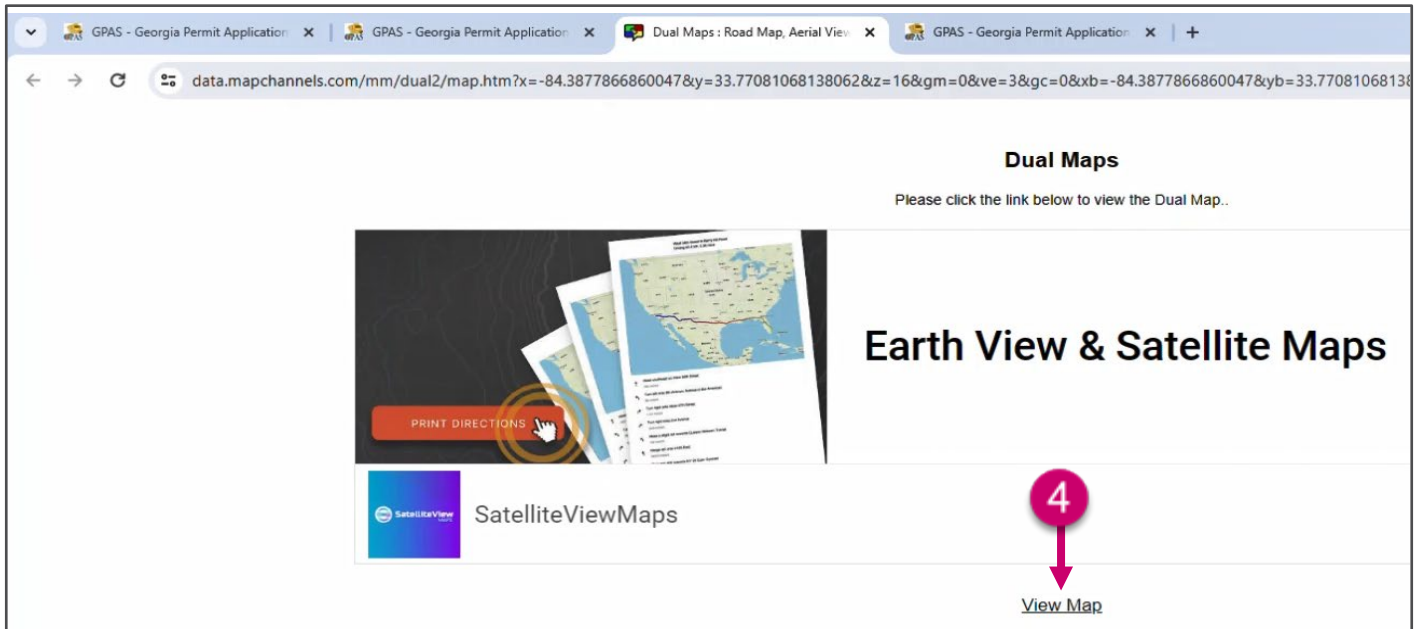 GPAS - Georgia Permit Application
GPAS - Georgia Permit Application
Dual Maps : Road Map, Aerial View
GPAS - Georgia Permit Application
data.mapchannels.com/mm/dual2/map.htm?x=-84.3877866860047&y=33.77081068138062&z=16&gm=0&ve=3&gc=0&xb=-84.3877866860047&yb=33.7708106813806
Dual Maps
Please click the link below to view the Dual Map..
Earth View & Satellite Maps
PRINT DIRECTIONS
SatelliteView
SatelliteViewMaps
4
View Map